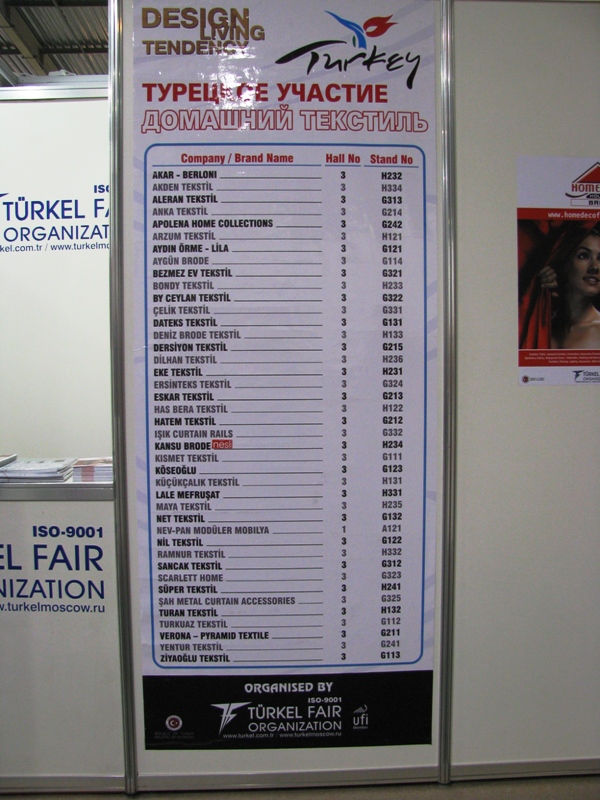 DESIGN
LIVING
TENDENCY
Turkey
ТУРЕЦКОЕ УЧАСТИЕ
ДОМАШНИЙ ТЕКСТИЛЬ
Company / Brand Name Hall No Stand No
AKAR - BERLONI 3 H232
AKDEN TEKSTİL 3 H334
ALERAN TEKSTİL 3 G313
ANKA TEKSTİL 3 G214
APOLENA HOME COLLECTIONS 3 G242
ARZUM TEKSTİL 3 H121
AYDIN ÖRME - LILA 3 G121
AYGÜN BRODE 3 G114
BEZMEZ EV TEKSTİL 3 G321
BONDY TEKSTİL 3 H233
BY CEYLAN TEKSTİL 3 G322
ÇELİK TEKSTİL 3 G331
DATEKS TEKSTİL 3 G131
DENİZ BRODE TEKSTİL 3 H133
DERSİYON TEKSTİL 3 G215
DİLHAN TEKSTİL 3 H236
EKE TEKSTİL 3 H231
ERSİNTEKS TEKSTİL 3 G324
ESKAR TEKSTİL 3 G213
HAS BERA TEKSTİL 3 H122
HATEM TEKSTİL 3 G212
IŞIK CURTAIN RAILS 3 G332
KANSU BRODE nesli 3 H234
KISMET TEKSTİL 3 G111
KÖSEOĞLU 3 G123
KÜÇÜKÇALIK TEKSTİL 3 H131
LALE MEFRUŞAT 3 H331
MAYA TEKSTİL 3 H235
NET TEKSTİL 3 G132
NEV-PAN MODÜLER MOBILYA 1 A121
NİL TEKSTİL 3 G122
RAMNUR TEKSTİL 3 H332
SANCAK TEKSTİL 3 G312
SCARLETT HOME 3 G323
SÜPER TEKSTİL 3 H241
ŞAH METAL CURTAIN ACCESSORIES 3 G325
TURAN TEKSTİL 3 H132
TURKUAZ TEKSTİL 3 G112
VERONA – PYRAMID TEXTILE 3 G211
YENTUR TEKSTİL 3 G241
ZİYAOĞLU TEKSTİL 3 G113
ORGANISED BY
ISO-9001
TÜRKEL FAIR
ORGANIZATION
www.turkel.com.tr / www.turkelmoscow.ru
ufi
ISO
TÜRKEL FAI
ORGANIZAT
kel.com.tr / www.turkelmo
ISO-9001
EL FAIR
NIZATION
w.turkelmoscow.ru
HOME
www.homedecof